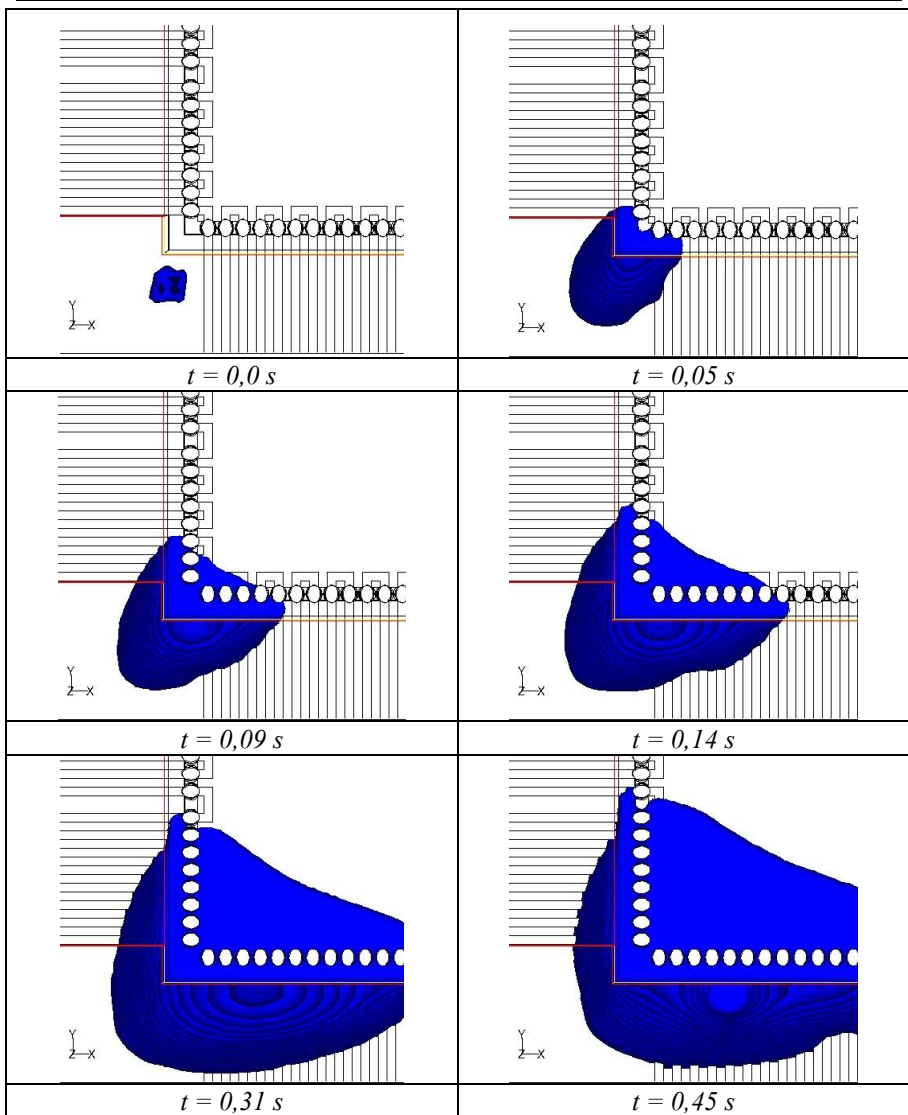 Y
Z X
Y
Z X
t = 0,0 s
t = 0,05 s
Y
Z X
Y
Z X
t = 0,09 s
t = 0,14 s
Y
Z X
Y
Z X
t = 0,31 s
t = 0,45 s